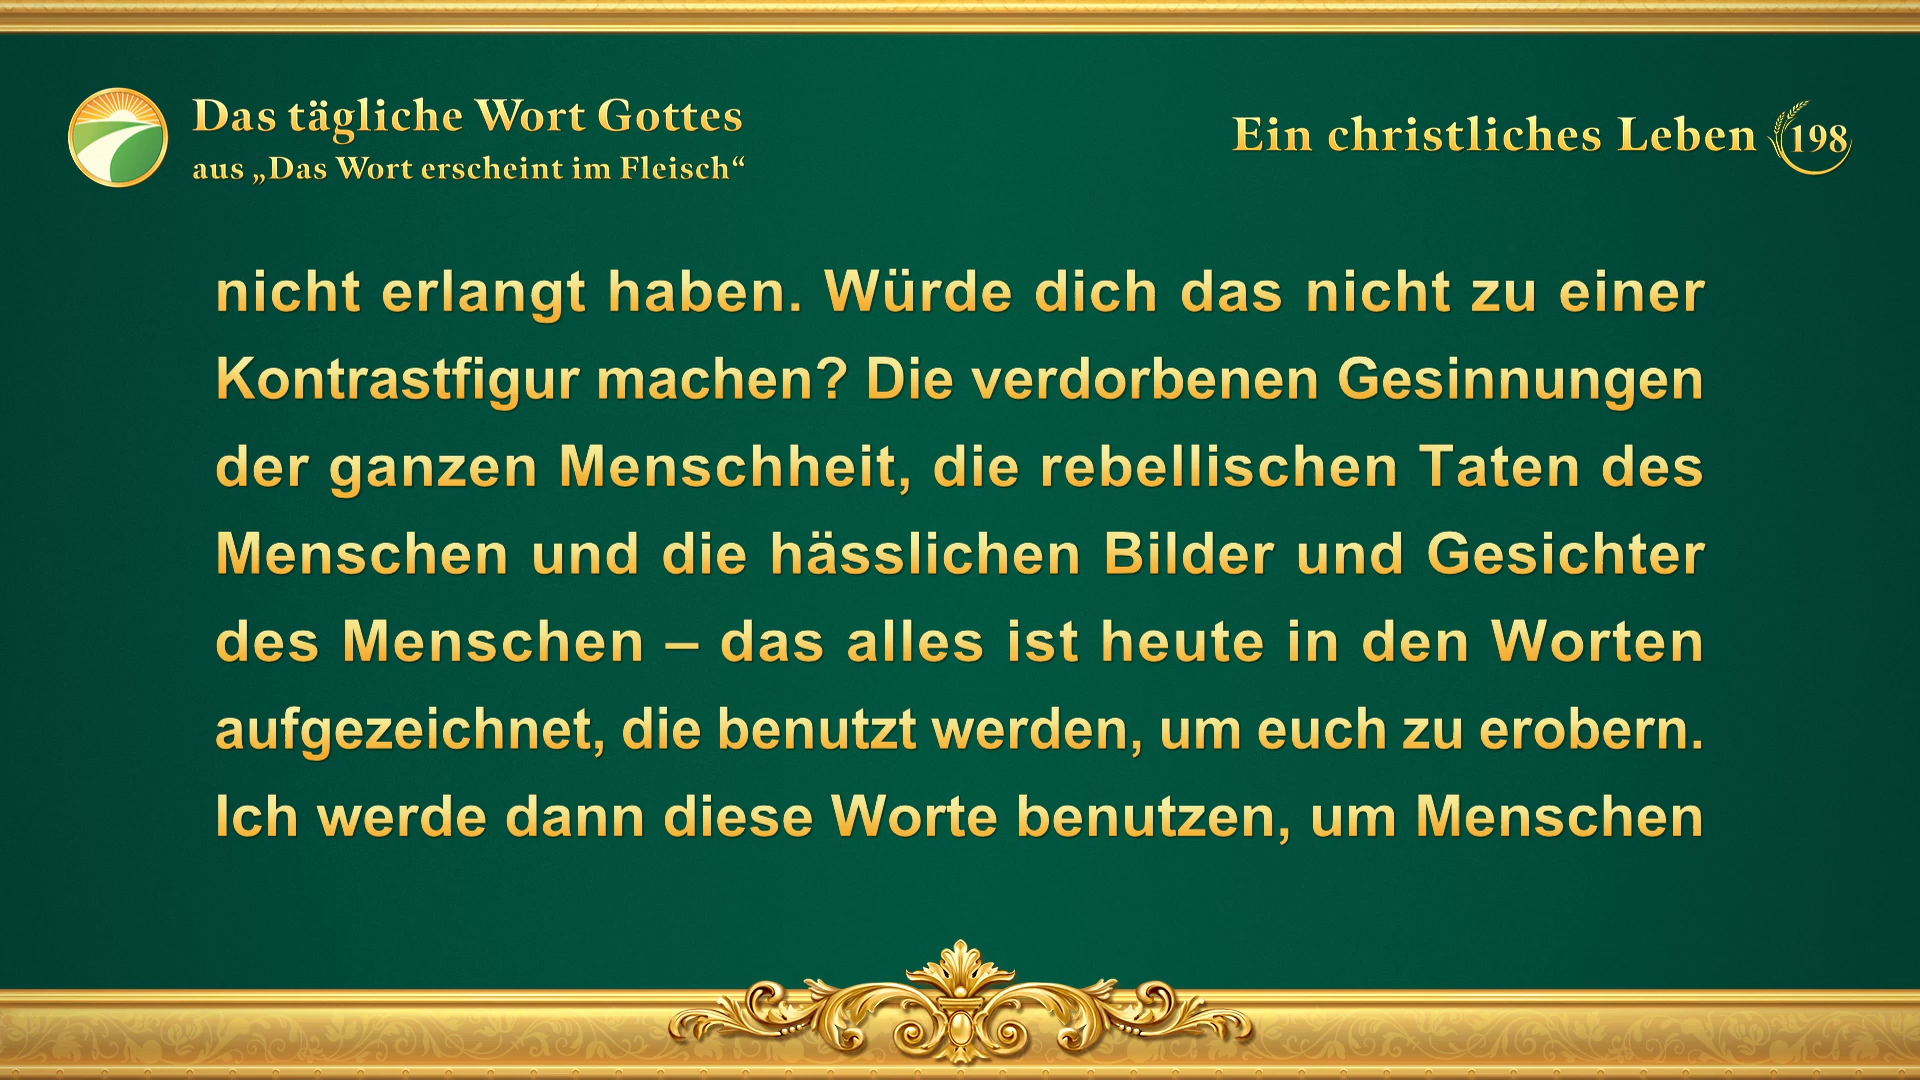 Das tägliche Wort Gottes
aus „Das Wort erscheint im Fleisch“
Ein christliches Leben 198
nicht erlangt haben. Würde dich das nicht zu einer
Kontrastfigur machen? Die verdorbenen Gesinnungen
der ganzen Menschheit, die rebellischen Taten des
Menschen und die hässlichen Bilder und Gesichter
des Menschen – das alles ist heute in den Worten
aufgezeichnet, die benutzt werden, um euch zu erobern.
Ich werde dann diese Worte benutzen, um Menschen